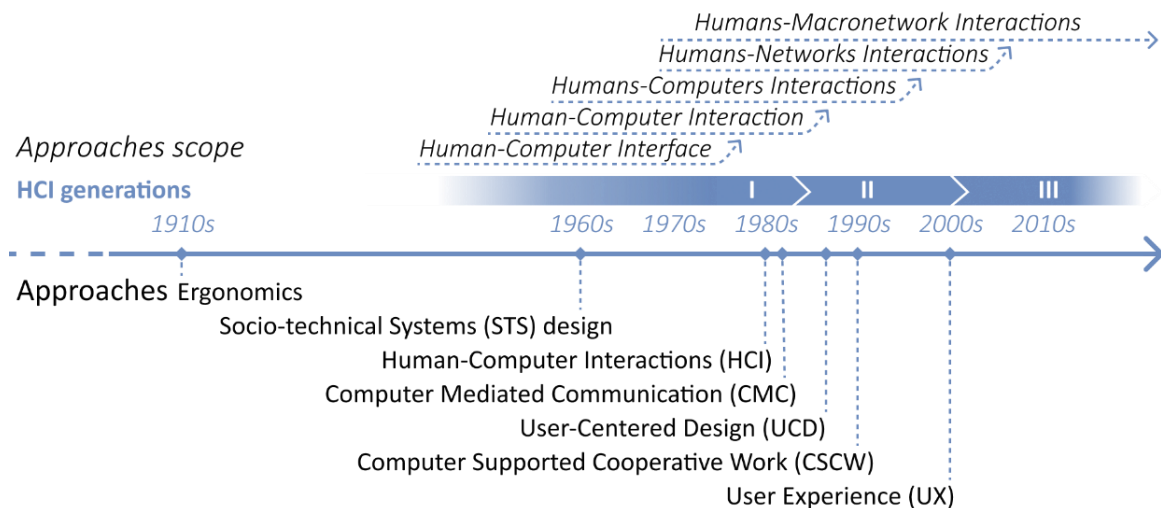 Humans-Macronetwork Interactions
Humans-Networks Interactions
Humans-Computers Interactions
Human-Computer Interaction
Approaches scope
Human-Computer Interface
HCI generations
I II III
1910s 1960s 1970s 1980s 1990s 2000s 2010s
Approaches Ergonomics
Socio-technical Systems (STS) design
Human-Computer Interactions (HCI)
Computer Mediated Communication (CMC)
User-Centered Design (UCD)
Computer Supported Cooperative Work (CSCW)
User Experience (UX)